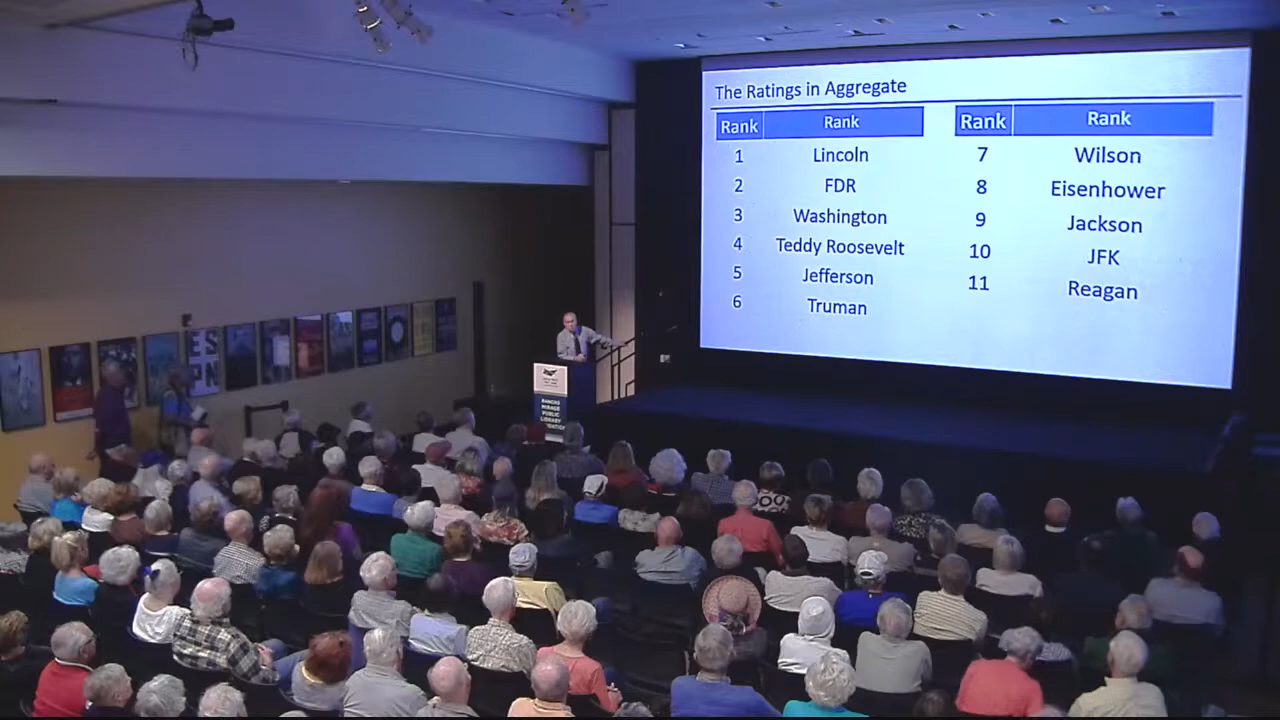 The Ratings in Aggregate
Rank Rank
1 Lincoln
2 FDR
3 Washington
4 Teddy Roosevelt
5 Jefferson
6 Truman
Rank Rank
7 Wilson
8 Eisenhower
9 Jackson
10 JFK
11 Reagan
RANCHO
MIRAGE
PUBLIC
LIBRARY